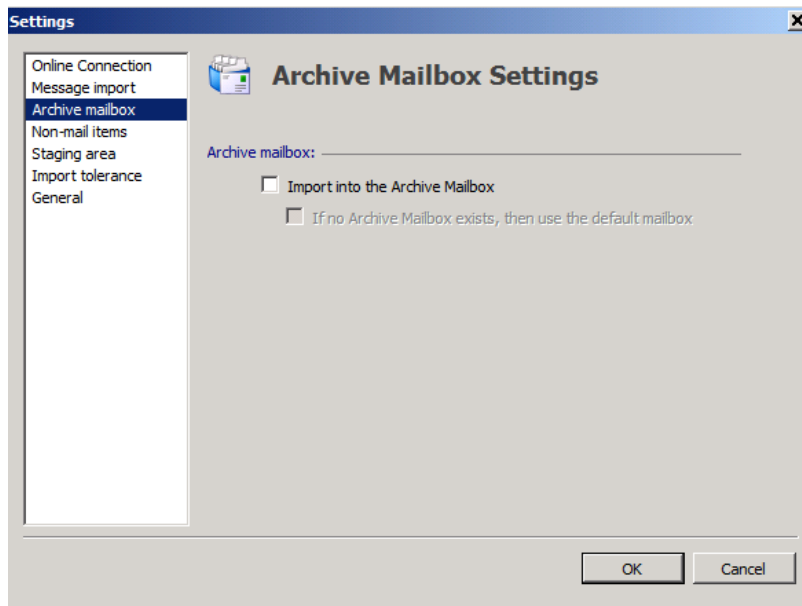 Settings
Online Connection
Message import
Archive mailbox
Non-mail items
Staging area
Import tolerance
General
Archive Mailbox Settings
Archive mailbox:
Import into the Archive Mailbox
If no Archive Mailbox exists, then use the default mailbox
OK
Cancel